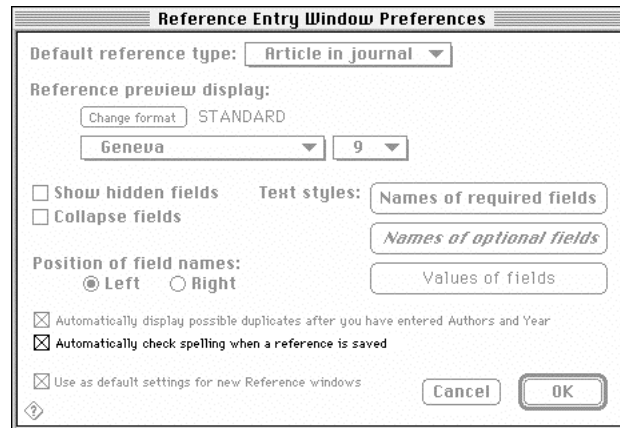 Reference Entry Window Preferences
Default reference type: Article in journal
Reference preview display:
Change format STANDARD
Geneva 9
Show hidden fields Text styles: Names of required fields
Collapse fields
Names of optional fields
Position of field names:
Left Right Values of fields
Automatically display possible duplicates after you have entered Authors and Year
Automatically check spelling when a reference is saved
Use as default settings for new Reference windows
Cancel OK
?